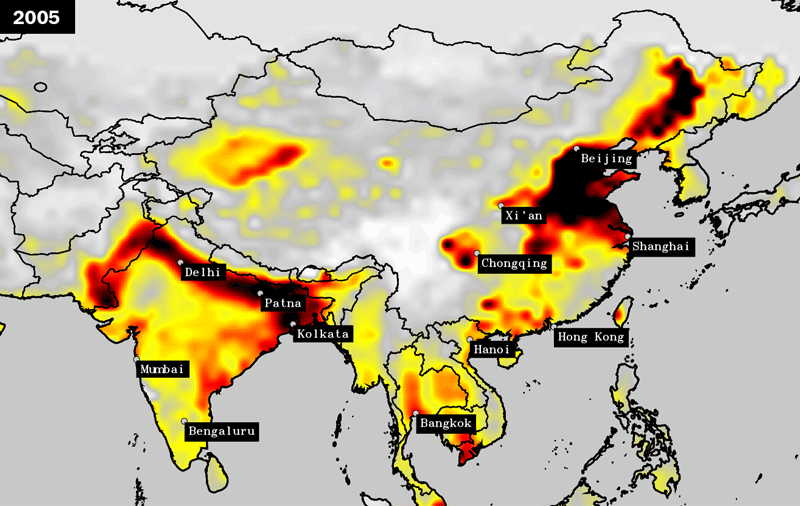 2005
Beijing
Xi'an
Shanghai
Chongqing
Delhi
Patna
Kolkata
Hong Kong
Hanoi
Mumbai
Bangkok
Bengaluru